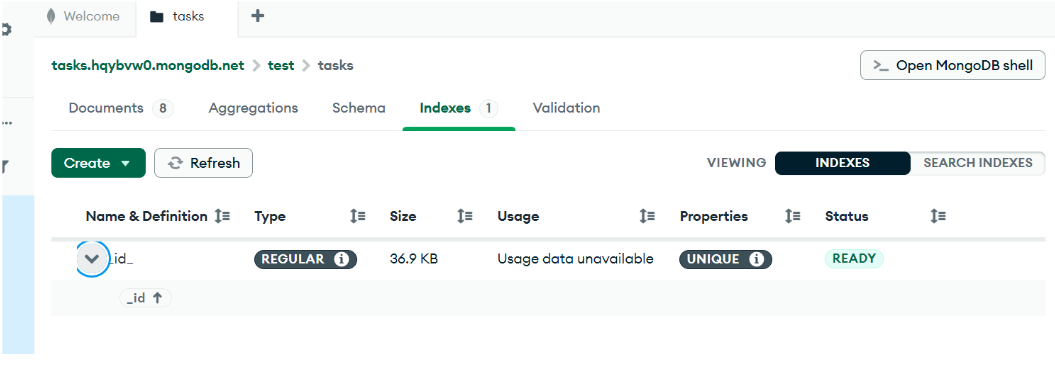 Welcome tasks
tasks.hqybvw0.mongodb.net > test > tasks
>_ Open MongoDB shell
Documents 8 Aggregations Schema Indexes 1 Validation
Create Refresh VIEWING INDEXES SEARCH INDEXES
Name & Definition Type Size Usage Properties Status
_id_ REGULAR 36.9 KB Usage data unavailable UNIQUE READY
_id ↑